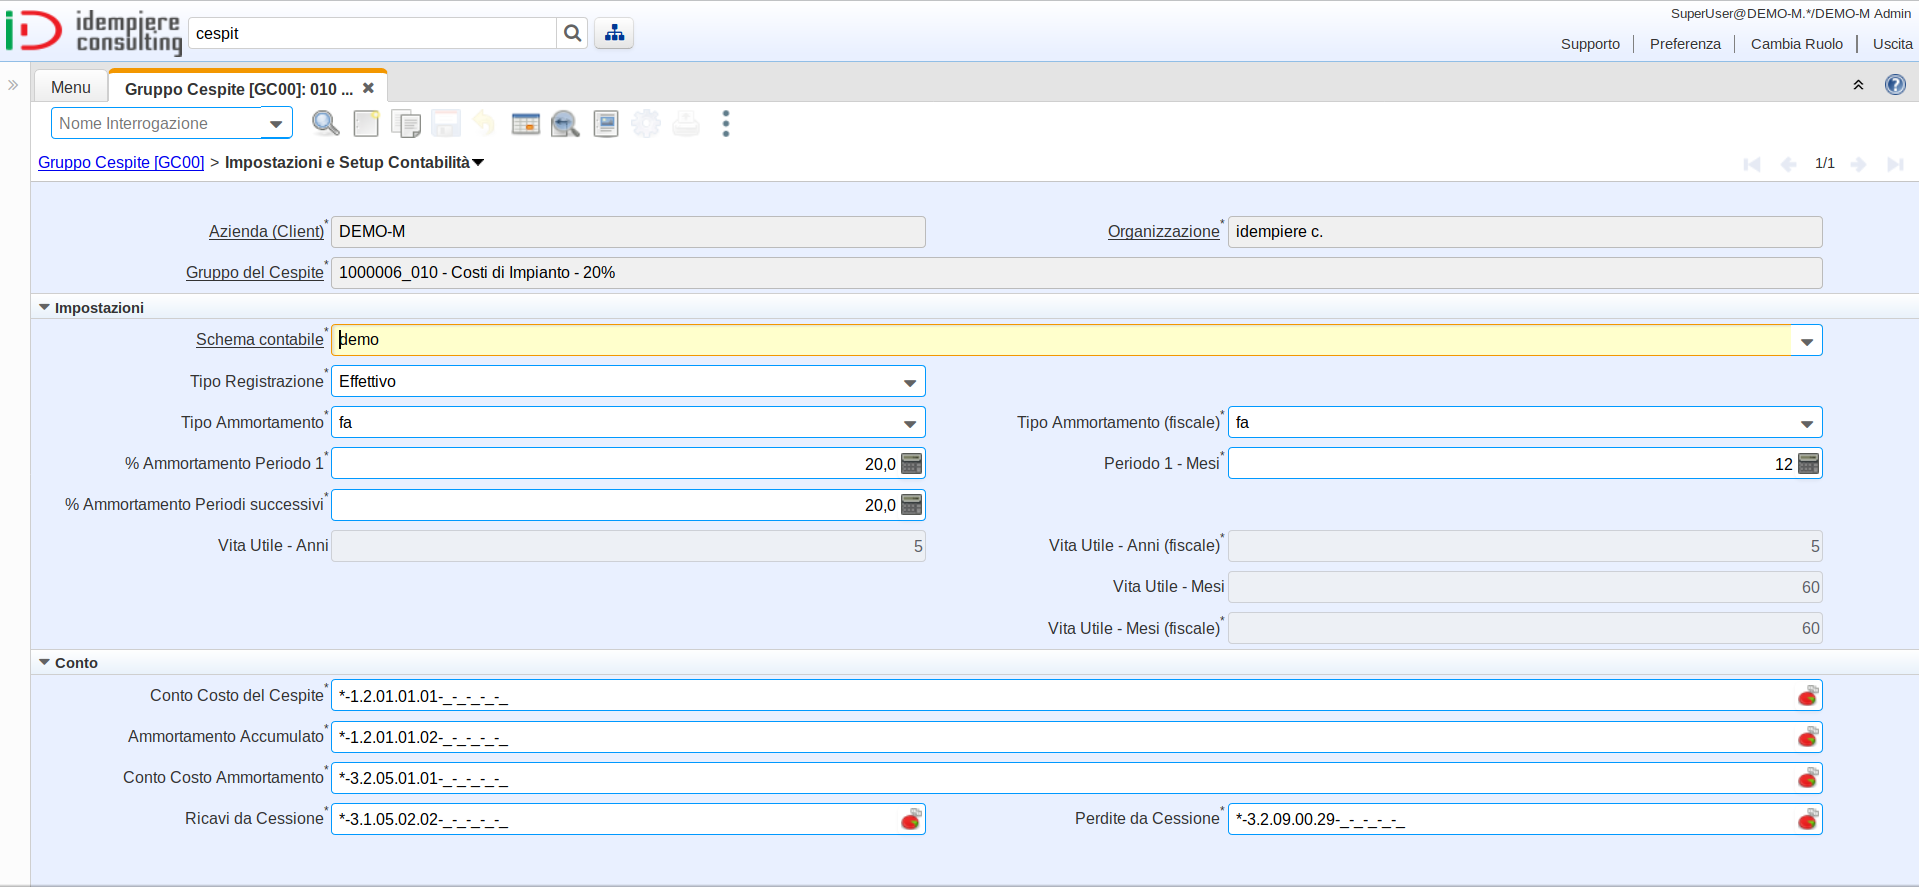 idempiere consulting
cespit
SuperUser@DEMO-M.*/DEMO-M Admin
Supporto Preferenza Cambia Ruolo Uscita
Menu
Gruppo Cespite [GC00]: 010 ...
Nome Interrogazione
Gruppo Cespite [GC00] > Impostazioni e Setup Contabilità
1/1
Azienda (Client)* DEMO-M
Organizzazione* idempiere c.
Gruppo del Cespite* 1000006_010 - Costi di Impianto - 20%
Impostazioni
Schema contabile* demo
Tipo Registrazione* Effettivo
Tipo Ammortamento* fa
Tipo Ammortamento (fiscale)* fa
% Ammortamento Periodo 1* 20,0
Periodo 1 - Mesi* 12
% Ammortamento Periodi successivi* 20,0
Vita Utile - Anni 5
Vita Utile - Anni (fiscale)* 5
Vita Utile - Mesi 60
Vita Utile - Mesi (fiscale)* 60
Conto
Conto Costo del Cespite* *-1.2.01.01.01-_-_-_-_-_
Ammortamento Accumulato* *-1.2.01.01.02-_-_-_-_-_
Conto Costo Ammortamento* *-3.2.05.01.01-_-_-_-_-_
Ricavi da Cessione* *-3.1.05.02.02-_-_-_-_-_
Perdite da Cessione* *-3.2.09.00.29-_-_-_-_-_